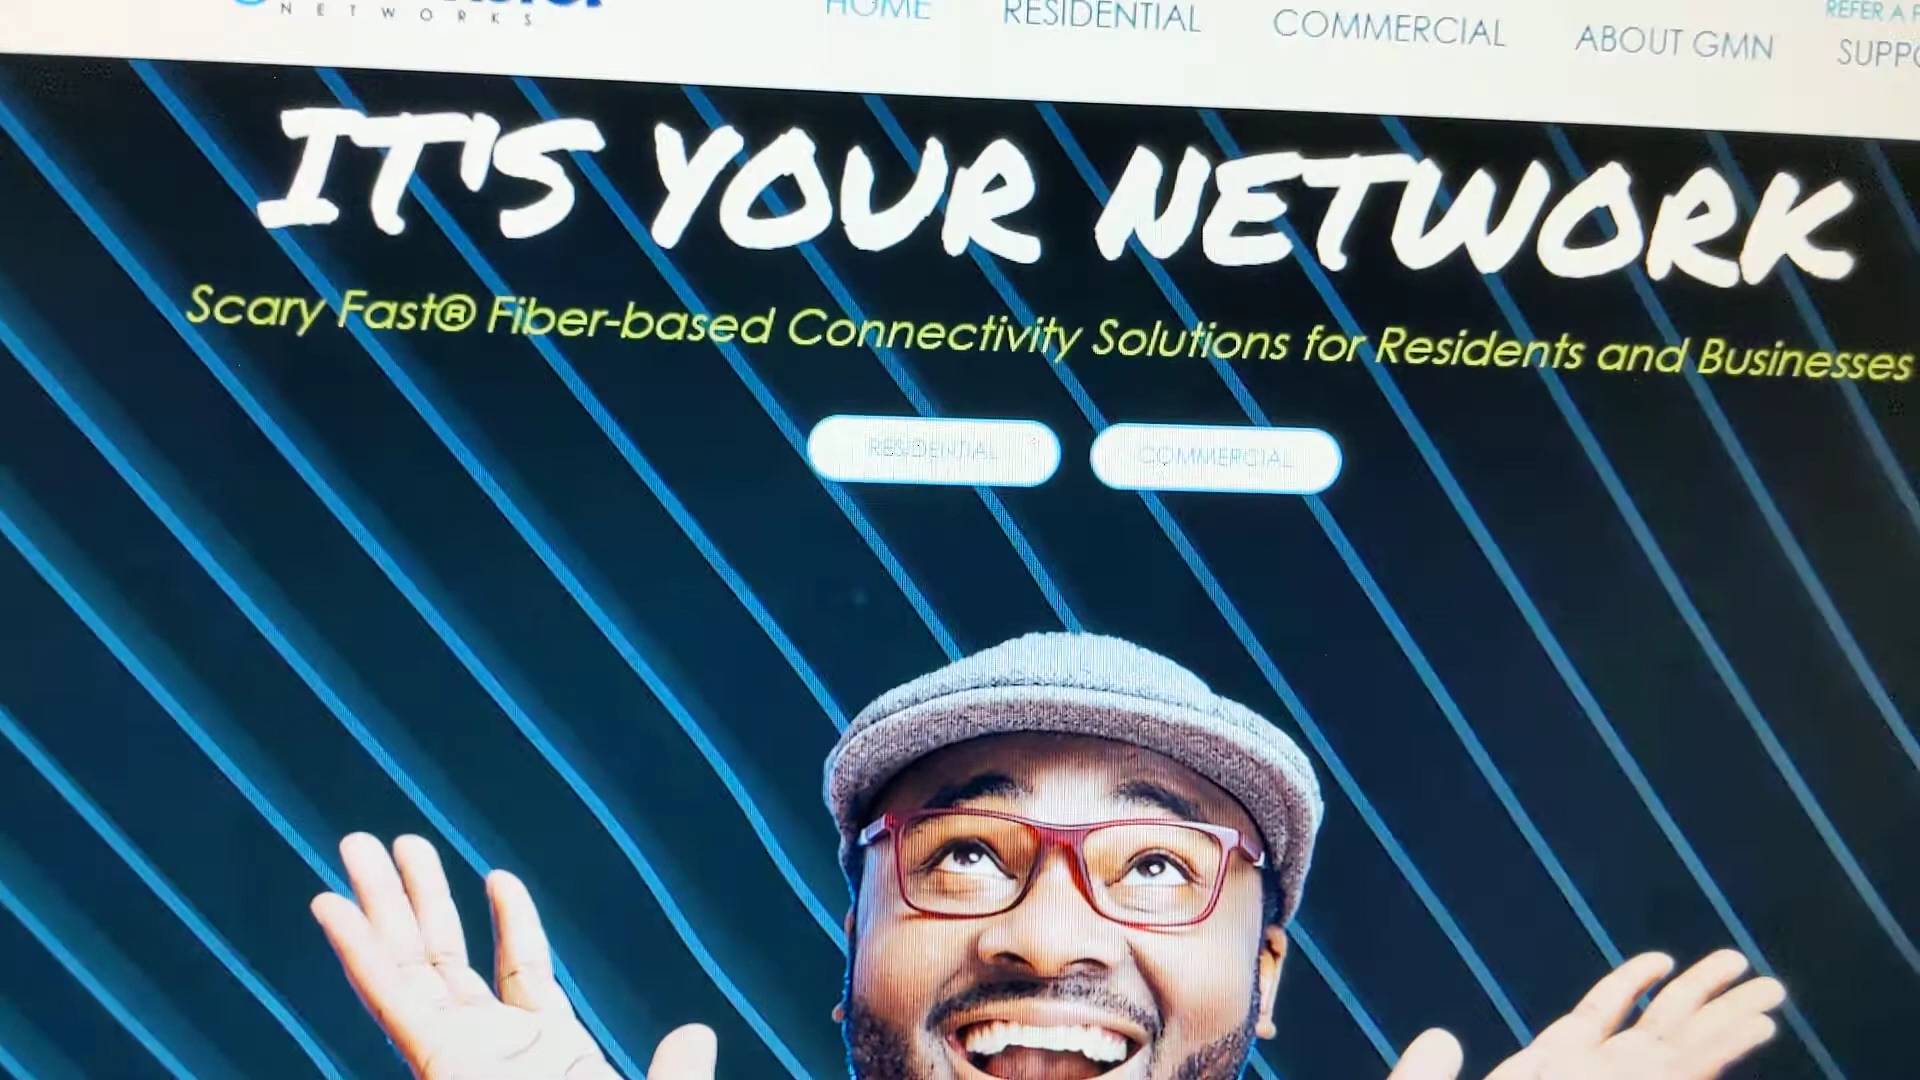 NETWORKS
HOME RESIDENTIAL COMMERCIAL ABOUT GMN
REFER A
IT'S YOUR NETWORK
Scary Fast® Fiber-based Connectivity Solutions for Residents and Businesses
RESIDENTIAL COMMERCIAL